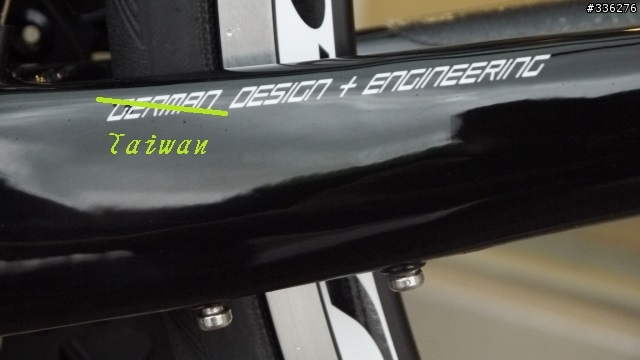 #336276
GERMAN DESIGN + ENGINEERING
Taiwan